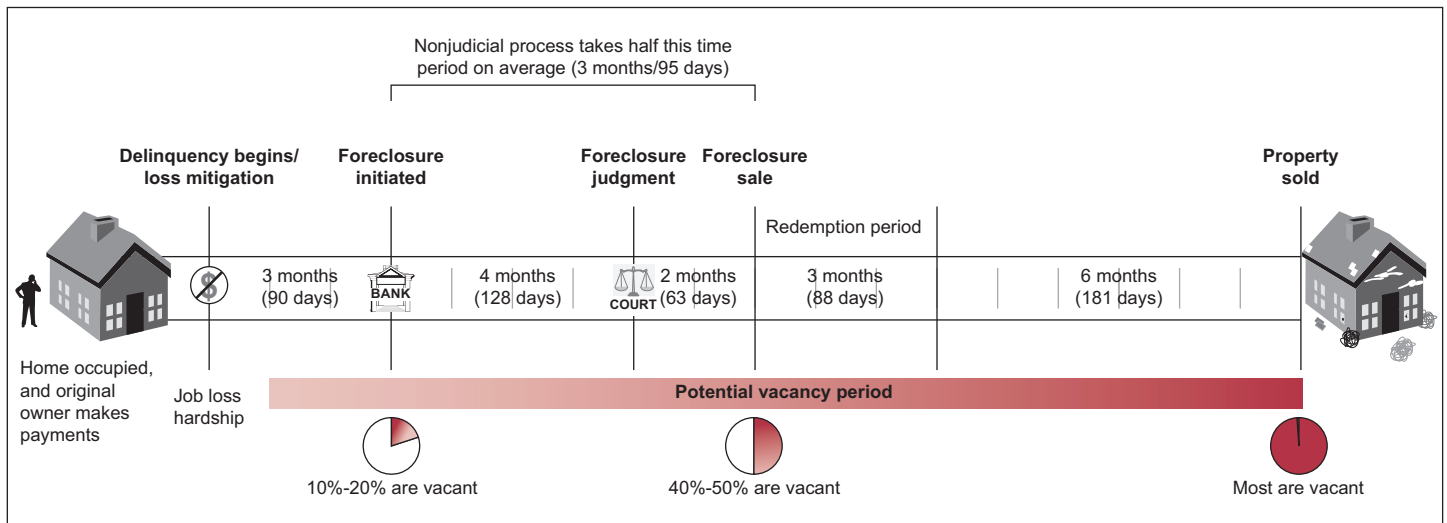 Nonjudicial process takes half this time
period on average (3 months/95 days)
Delinquency begins/
loss mitigation
Foreclosure
initiated
Foreclosure
judgment
Foreclosure
sale
Property
sold
Redemption period
$
3 months
(90 days)
BANK
4 months
(128 days)
COURT
2 months
(63 days)
3 months
(88 days)
6 months
(181 days)
Home occupied,
and original
owner makes
payments
Job loss
hardship
Potential vacancy period
10%-20% are vacant
40%-50% are vacant
Most are vacant